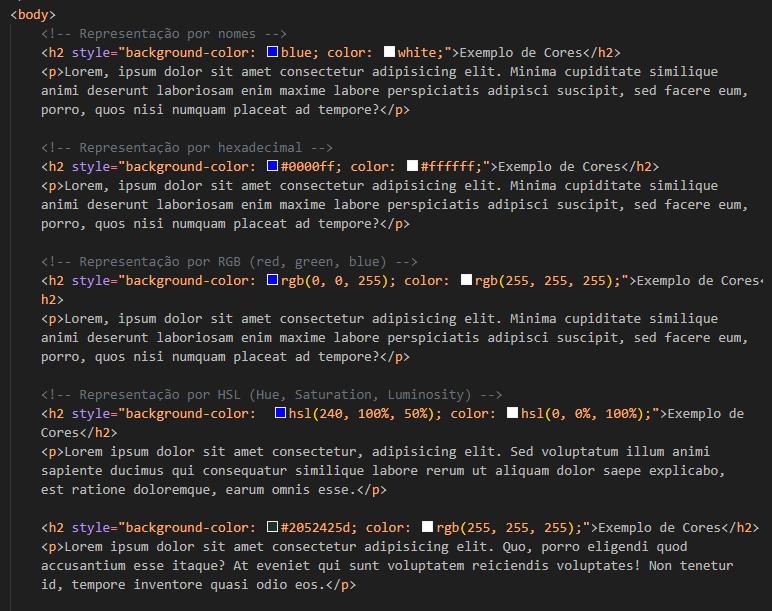 <body>
<!-- Representação por nomes -->
<h2 style="background-color: blue; color: white;">Exemplo de Cores</h2>
<p>Lorem, ipsum dolor sit amet consectetur adipisicing elit. Minima cupiditate similique
animi deserunt laboriosam enim maxime labore perspiciatis adipisci suscipit, sed facere eum,
porro, quos nisi numquam placeat ad tempore?</p>
<!-- Representação por hexadecimal -->
<h2 style="background-color: #0000ff; color: #ffffff;">Exemplo de Cores</h2>
<p>Lorem, ipsum dolor sit amet consectetur adipisicing elit. Minima cupiditate similique
animi deserunt laboriosam enim maxime labore perspiciatis adipisci suscipit, sed facere eum,
porro, quos nisi numquam placeat ad tempore?</p>
<!-- Representação por RGB (red, green, blue) -->
<h2 style="background-color: rgb(0, 0, 255); color: rgb(255, 255, 255);">Exemplo de Cores<
h2>
<p>Lorem, ipsum dolor sit amet consectetur adipisicing elit. Minima cupiditate similique
animi deserunt laboriosam enim maxime labore perspiciatis adipisci suscipit, sed facere eum,
porro, quos nisi numquam placeat ad tempore?</p>
<!-- Representação por HSL (Hue, Saturation, Luminosity) -->
<h2 style="background-color:  hsl(240, 100%, 50%); color: hsl(0, 0%, 100%);">Exemplo de
Cores</h2>
<p>Lorem ipsum dolor sit amet consectetur, adipisicing elit. Sed voluptatum illum animi
sapiente ducimus qui consequatur similique labore rerum ut aliquam dolor saepe explicabo,
est ratione doloremque, earum omnis esse.</p>
<h2 style="background-color: #2052425d; color: rgb(255, 255, 255);">Exemplo de Cores</h2>
<p>Lorem ipsum dolor sit amet consectetur adipisicing elit. Quo, porro eligendi quod
accusantium esse itaque? At eveniet qui sunt voluptatem reiciendis voluptates! Non tenetur
id, tempore inventore quasi odio eos.</p>